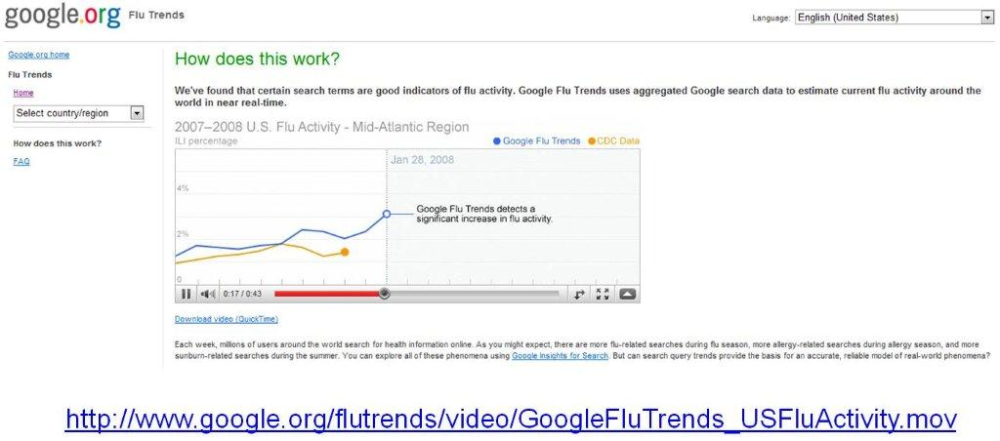 google.org Flu Trends
Language: English (United States)
Google.org home
Flu Trends
Home
Select country/region
How does this work?
FAQ
How does this work?
We've found that certain search terms are good indicators of flu activity. Google Flu Trends uses aggregated Google search data to estimate current flu activity around the
world in near real-time.
2007–2008 U.S. Flu Activity - Mid-Atlantic Region
ILI percentage
Google Flu Trends CDC Data
Jan 28, 2008
4%
Google Flu Trends detects a
significant increase in flu activity.
2%
0
0:17 / 0:43
Download video (QuickTime)
Each week, millions of users around the world search for health information online. As you might expect, there are more flu-related searches during flu season, more allergy-related searches during allergy season, and more
sunburn-related searches during the summer. You can explore all of these phenomena using Google Insights for Search. But can search query trends provide the basis for an accurate, reliable model of real-world phenomena?
http://www.google.org/flutrends/video/GoogleFluTrends_USFluActivity.mov